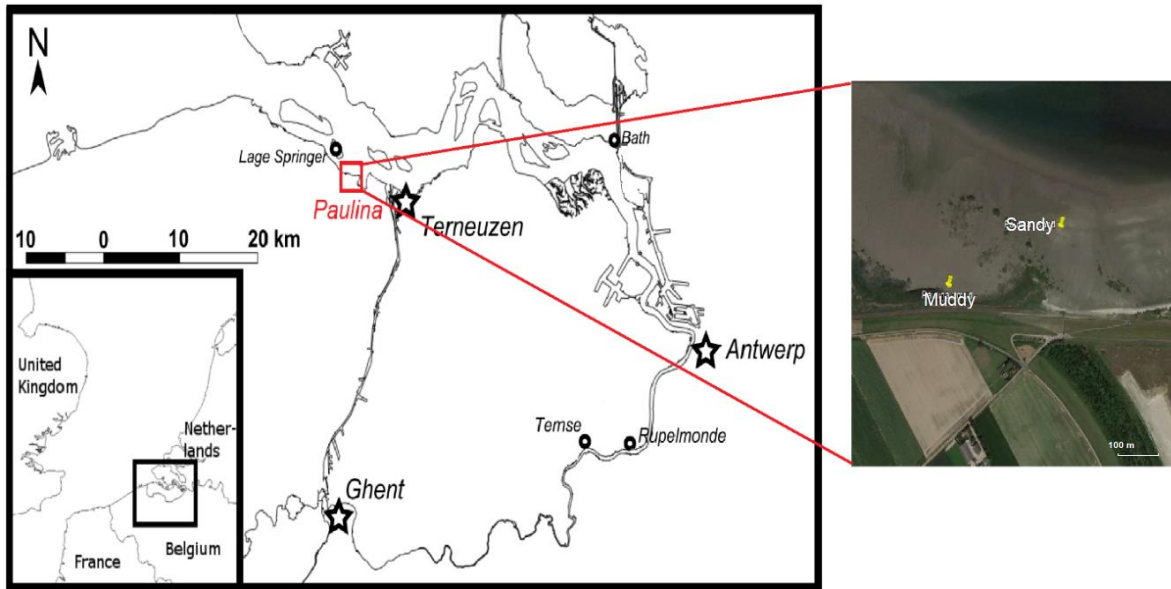 N
Lage Springer
Bath
Paulina
Terneuzen
10 0 10 20 km
Antwerp
Temse
Rupelmonde
Ghent
United
Kingdom
Nether-
lands
Belgium
France
Sandy
Muddy
100 m